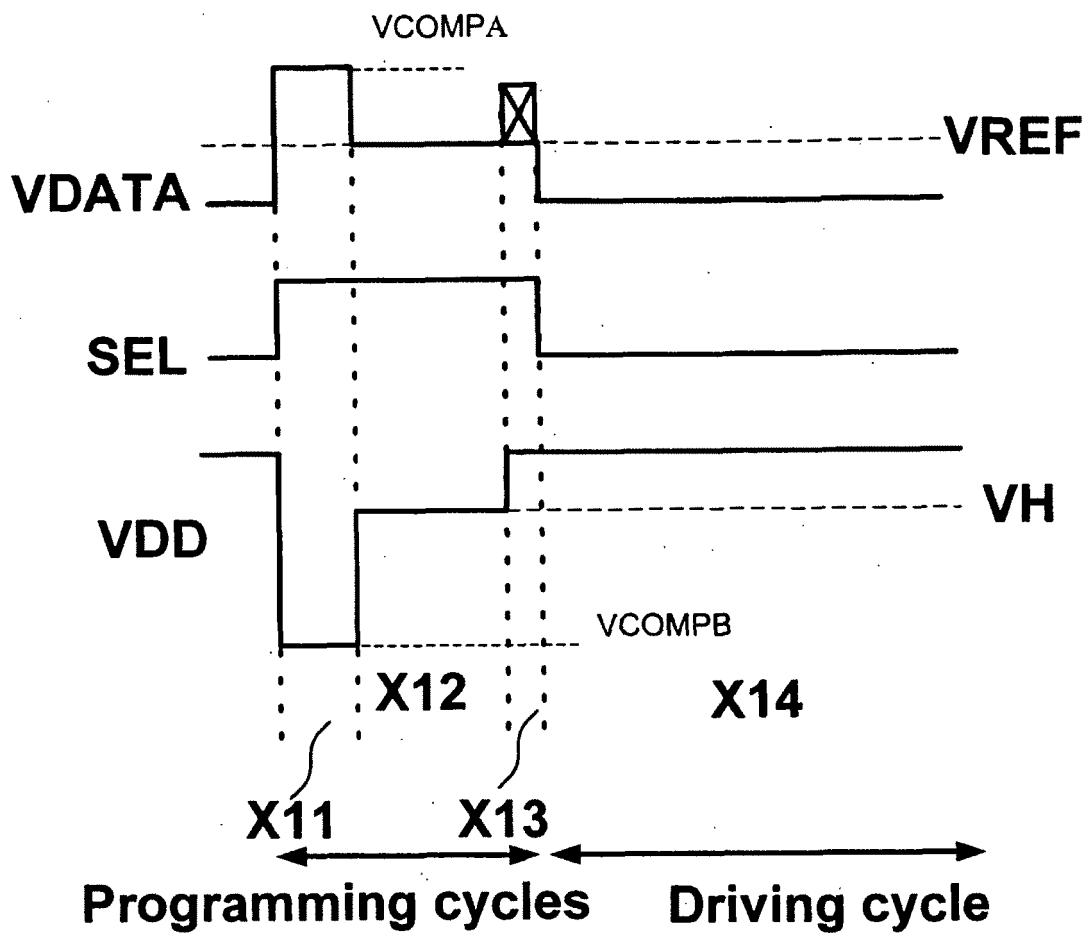 VCOMPA
VREF
VDATA
SEL
VH
VDD
VCOMPB
X12
X14
X11
X13
Programming cycles
Driving cycle